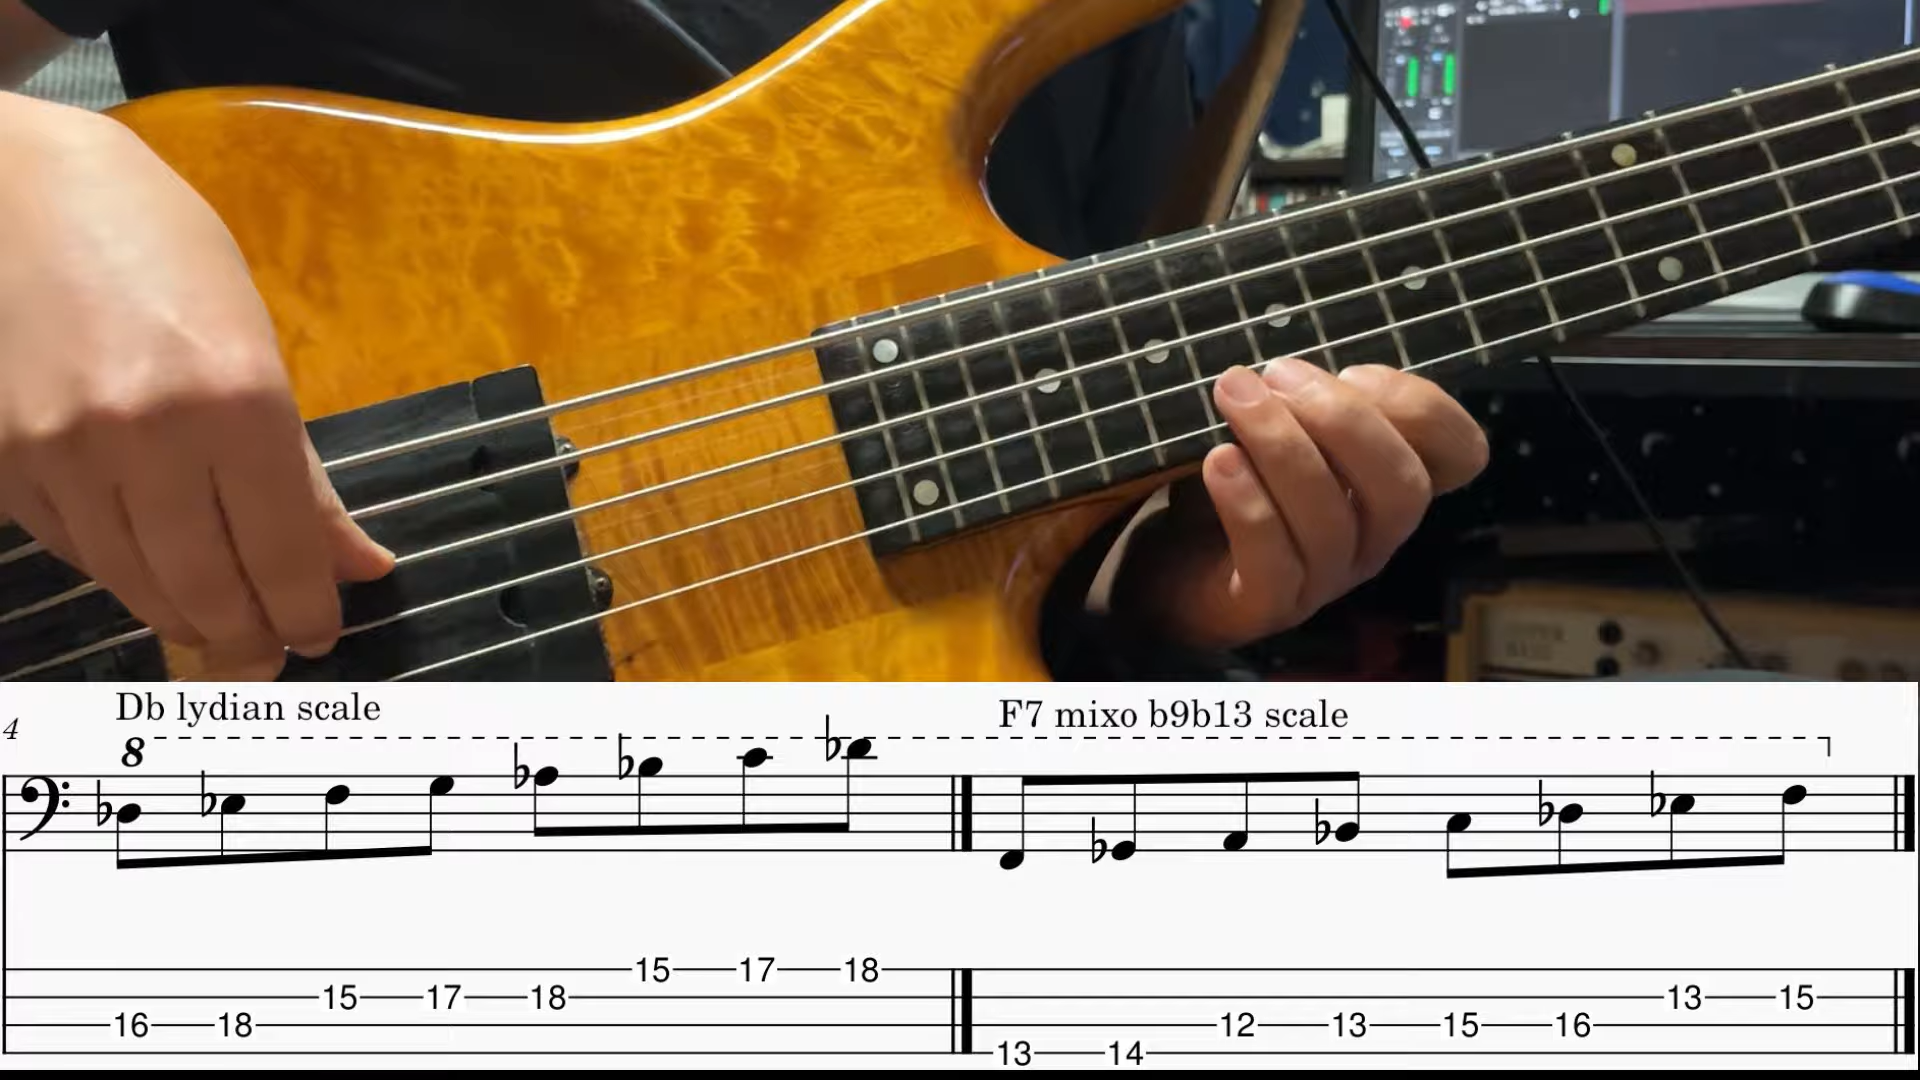 Db lydian scale
F7 mixo b9b13 scale
4
8
15 17 18
15 17 18
13 15
16 18
12 13 15 16
13 14